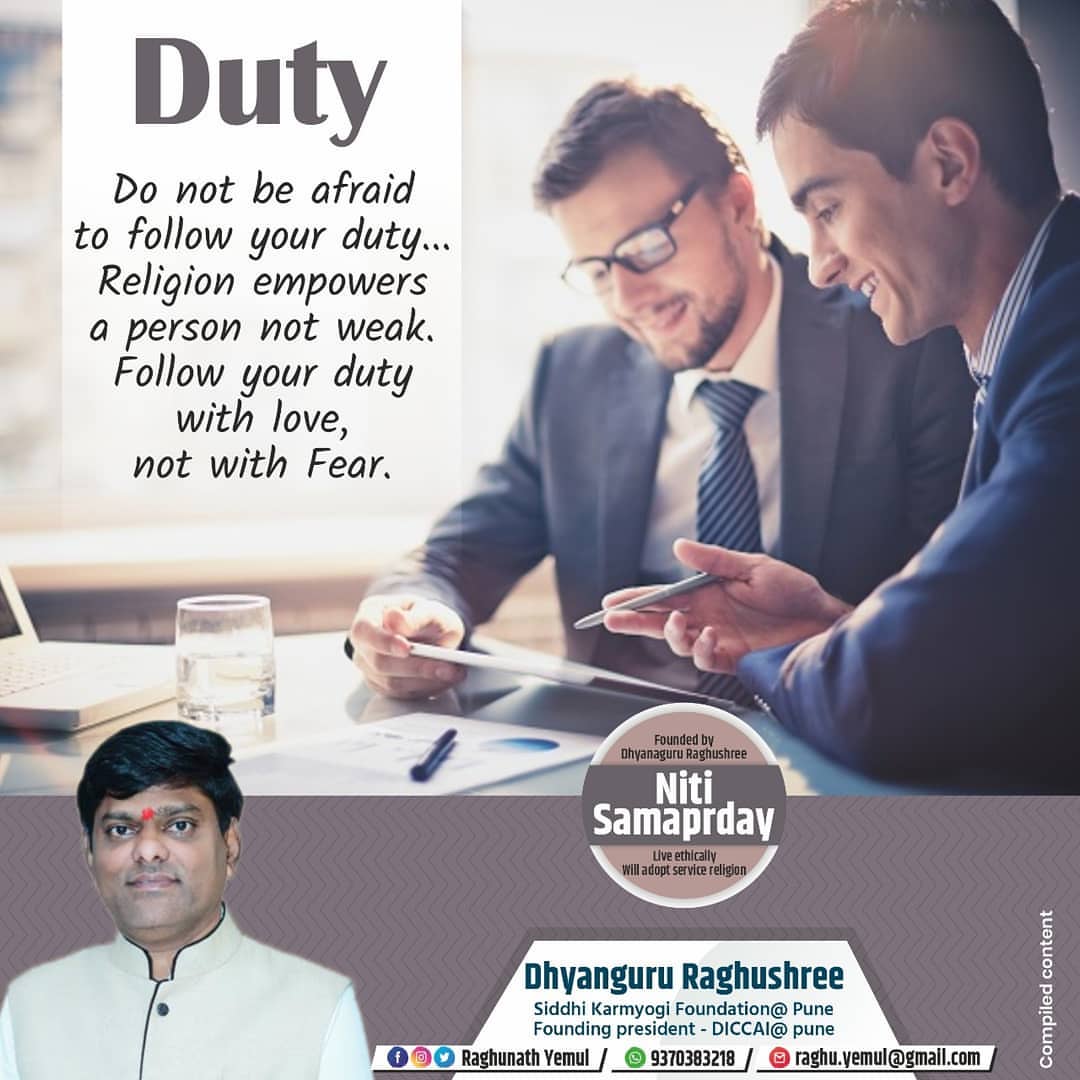 Duty
Do not be afraid
to follow your duty...
Religion empowers
a person not weak.
Follow your duty
with love,
not with Fear.
Founded by
Dhyanaguru Raghushree
Niti
Samaprday
Live ethically
Will adopt service religion
Dhyanguru Raghushree
Siddhi Karmyogi Foundation@ Pune
Founding president - DICCAI@ pune
Raghunath Yemul / 9370383218 / raghu.yemul@gmail.com /
Compiled content